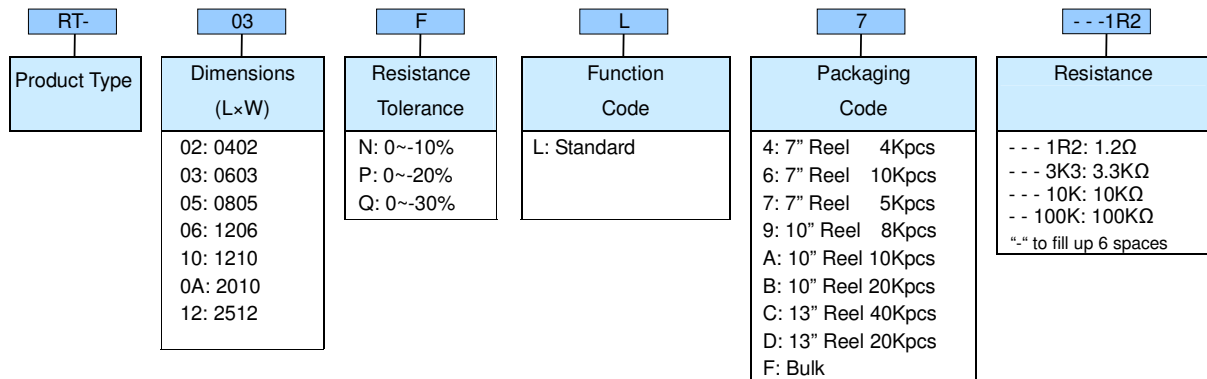 RT- 03 F L 7 - - -1R2
Product Type
Dimensions
(L×W)
02: 0402
03: 0603
05: 0805
06: 1206
10: 1210
0A: 2010
12: 2512
Resistance
Tolerance
N: 0~-10%
P: 0~-20%
Q: 0~-30%
Function
Code
L: Standard
Packaging
Code
4: 7” Reel 4Kpcs
6: 7” Reel 10Kpcs
7: 7” Reel 5Kpcs
9: 10” Reel 8Kpcs
A: 10” Reel 10Kpcs
B: 10” Reel 20Kpcs
C: 13” Reel 40Kpcs
D: 13” Reel 20Kpcs
F: Bulk
Resistance
- - - 1R2: 1.2Ω
- - - 3K3: 3.3KΩ
- - - 10K: 10KΩ
- - 100K: 100KΩ
“-“ to fill up 6 spaces